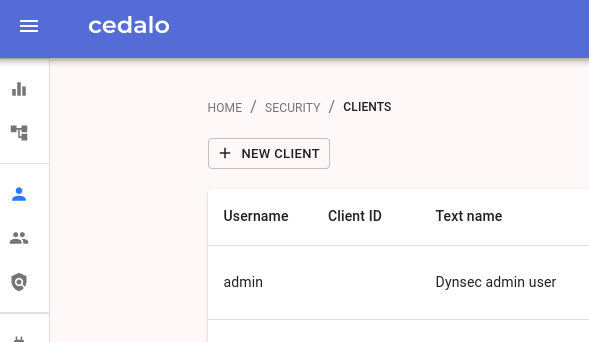 cedalo
HOME / SECURITY / CLIENTS
+ NEW CLIENT
Username Client ID Text name
admin Dynsec admin user